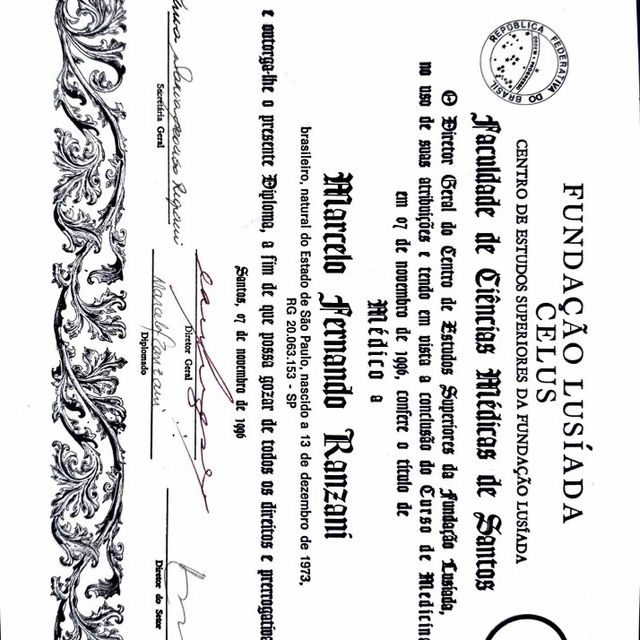 REPÚBLICA FEDERATIVA DO BRASIL
FUNDAÇÃO LUSÍADA
CELUS
CENTRO DE ESTUDOS SUPERIORES DA FUNDAÇÃO LUSÍADA
Faculdade de Ciências Médicas de Santos
O Diretor Geral do Centro de Estudos Superiores da Fundação Lusíada,
no uso de suas atribuições e tendo em vista a conclusão do Curso de Medicin
em 07 de novembro de 1996, confere o título de
Médico a
Marcelo Fernando Ranzani
brasileiro, natural do Estado de São Paulo, nascido a 13 de dezembro de 1973,
RG 20.063.153 - SP
e outorga-lhe o presente Diploma, a fim de que possa gozar de todos os direitos e prerrogativa
Santos, 07 de novembro de 1996
Diretor Geral
Secretária Geral
Marcelo Ranzani
Diplomado
Diretor do Setor